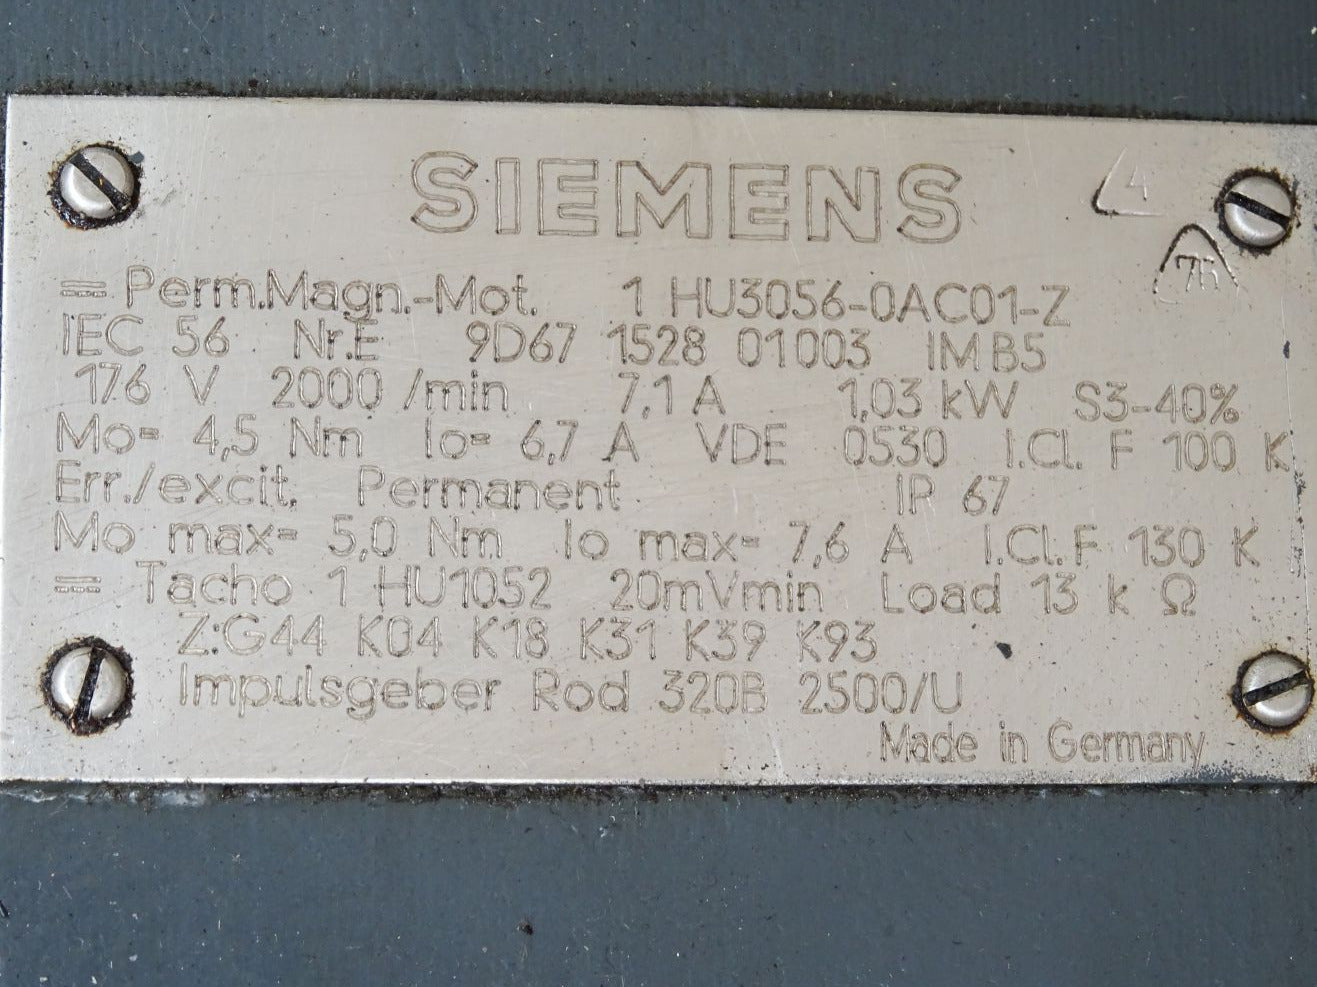 SIEMENS
4
⎓ Perm.Magn.-Mot. 1 HU3056-0AC01-Z
IEC 56 Nr.E 9D67 1528 01003 IM B5
176 V 2000 /min 7,1 A 1,03 kW S3-40%
Mo= 4,5 Nm Io= 6,7 A VDE 0530 I.Cl. F 100 K
Err./excit. Permanent IP 67
Mo max= 5,0 Nm Io max= 7,6 A I.Cl.F 130 K
⎓ Tacho 1 HU1052 20mVmin Load 13 k Ω
Z:G44 K04 K18 K31 K39 K93
Impulsgeber Rod 320B 2500/U
Made in Germany